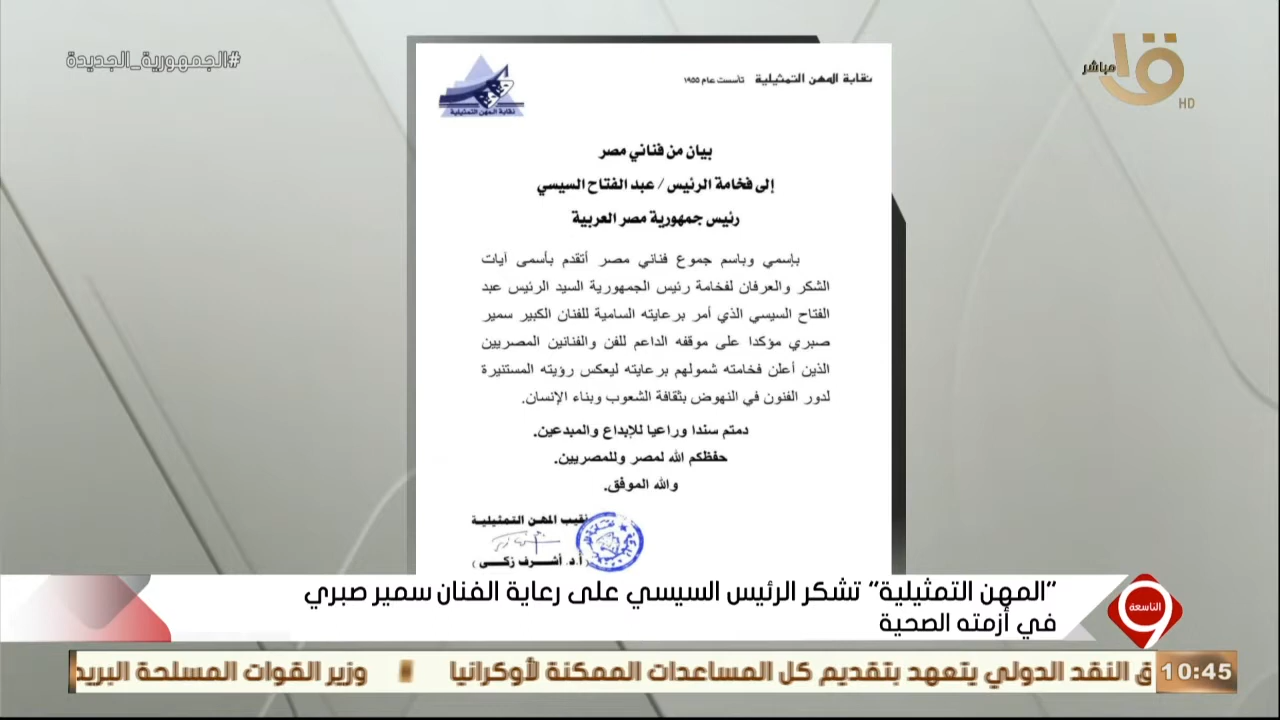 #الجمهورية_الجديدة
مباشر
HD
نقابة المهن التمثيلية تأسست عام ١٩٥٥
نقابة المهن التمثيلية
بيان من فناني مصر
إلى فخامة الرئيس / عبد الفتاح السيسي
رئيس جمهورية مصر العربية
بإسمي وباسم جموع فناني مصر أتقدم بأسمى آيات
الشكر والعرفان لفخامة رئيس الجمهورية السيد الرئيس عبد
الفتاح السيسي الذي أمر برعايته السامية للفنان الكبير سمير
صبري مؤكدا على موقفه الداعم للفن والفنانين المصريين
الذين أعلن فخامته شمولهم برعايته ليعكس رؤيته المستنيرة
لدور الفنون في النهوض بثقافة الشعوب وبناء الإنسان.
دمتم سندا وراعيا للإبداع والمبدعين.
حفظكم الله لمصر وللمصريين.
والله الموفق.
نقيب المهن التمثيلية
(أ.د. أشرف زكي)
"المهن التمثيلية" تشكر الرئيس السيسي على رعاية الفنان سمير صبري
في أزمته الصحية
التاسعة
9
ق النقد الدولي يتعهد بتقديم كل المساعدات الممكنة لأوكرانيا وزير القوات المسلحة البريد
10:45